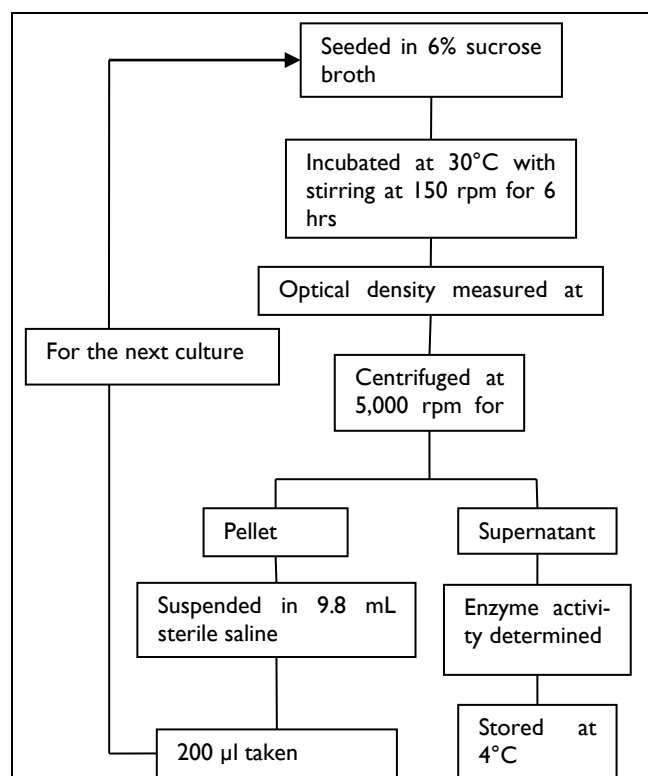 Seeded in 6% sucrose
broth
Incubated at 30°C with
stirring at 150 rpm for 6
hrs
Optical density measured at
For the next culture
Centrifuged at
5,000 rpm for
Pellet
Supernatant
Suspended in 9.8 mL
sterile saline
Enzyme activi-
ty determined
200 µl taken
Stored at
4°C